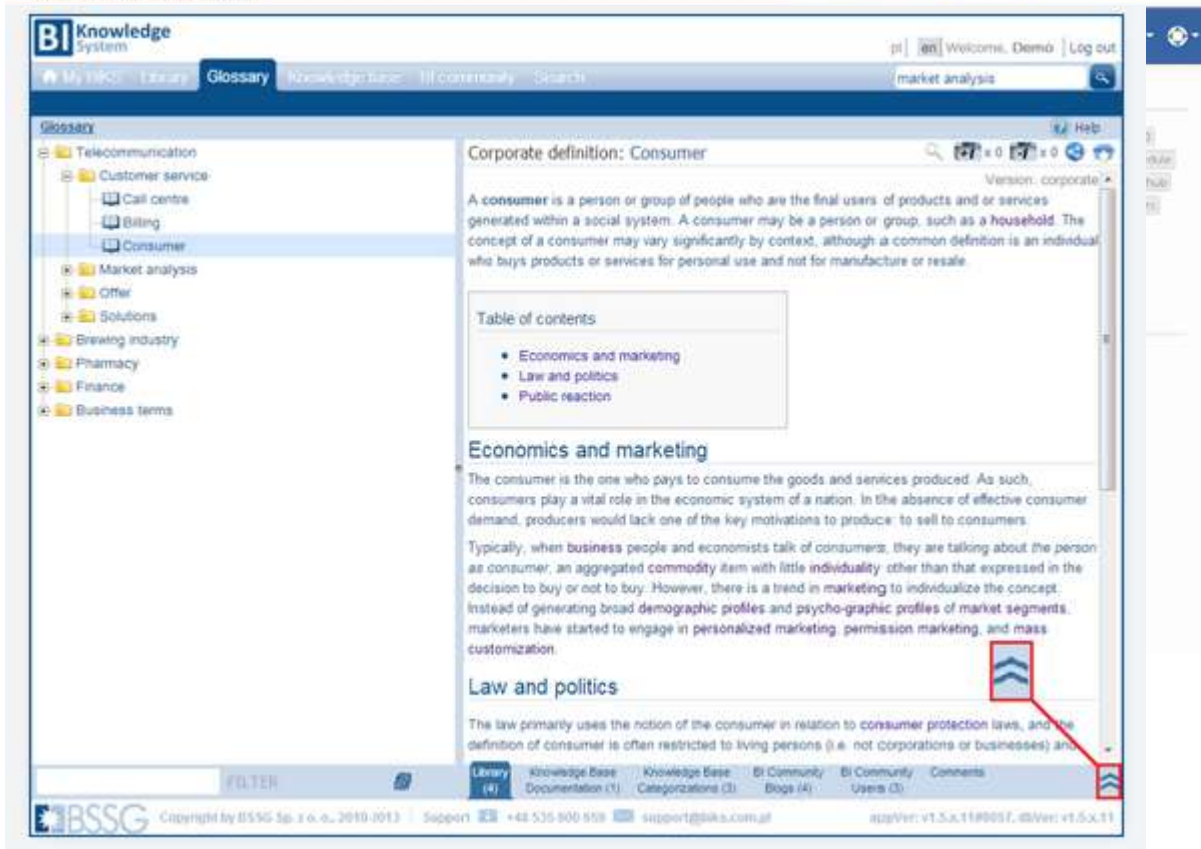 BI Knowledge
System
pl en Welcome, Demo Log out
My BIKS Library Glossary Knowledge base BI community Search
market analysis
Glossary
Help
Telecommunication
Customer service
Call centre
Billing
Consumer
Market analysis
Offer
Solutions
Brewing industry
Pharmacy
Finance
Business terms
Corporate definition: Consumer
x 0 x 0
Version: corporate
A consumer is a person or group of people who are the final users of products and or services
generated within a social system. A consumer may be a person or group, such as a household. The
concept of a consumer may vary significantly by context, although a common definition is an individual
who buys products or services for personal use and not for manufacture or resale.
Table of contents
• Economics and marketing
• Law and politics
• Public reaction
Economics and marketing
The consumer is the one who pays to consume the goods and services produced. As such,
consumers play a vital role in the economic system of a nation. In the absence of effective consumer
demand, producers would lack one of the key motivations to produce: to sell to consumers.
Typically, when business people and economists talk of consumers, they are talking about the person
as consumer, an aggregated commodity item with little individuality other than that expressed in the
decision to buy or not to buy. However, there is a trend in marketing to individualize the concept.
Instead of generating broad demographic profiles and psycho-graphic profiles of market segments,
marketers have started to engage in personalized marketing, permission marketing, and mass
customization.
Law and politics
The law primarily uses the notion of the consumer in relation to consumer protection laws, and the
definition of consumer is often restricted to living persons (i.e. not corporations or businesses) and
FILTER
Library (4)
Knowledge Base Documentation (1)
Knowledge Base Categorizations (3)
BI Community Blogs (4)
BI Community Users (3)
Comments
BSSG Copyright by BSSG Sp. z o. o., 2010-2013 Support +48 535 800 659 support@biks.com.pl